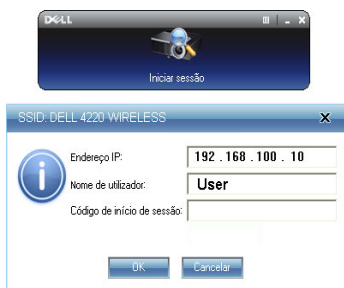 DELL
Iniciar sessão
SSID: DELL 4220 WIRELESS
Endereço IP: 192 . 168 . 100 . 10
Nome de utilizador: User
Código de início de sessão:
OK Cancelar